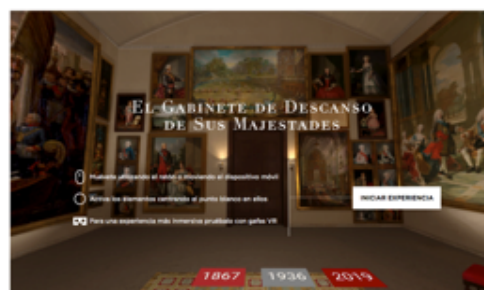 EL GABINETE DE DESCANSO
DE SUS MAJESTADES
Muévete utilizando el ratón o moviendo el dispositivo móvil
Activa los elementos centrando el punto blanco en ellos
INICIAR EXPERIENCIA
Para una experiencia más inmersiva pruébalo con gafas VR
1867 1936 2019